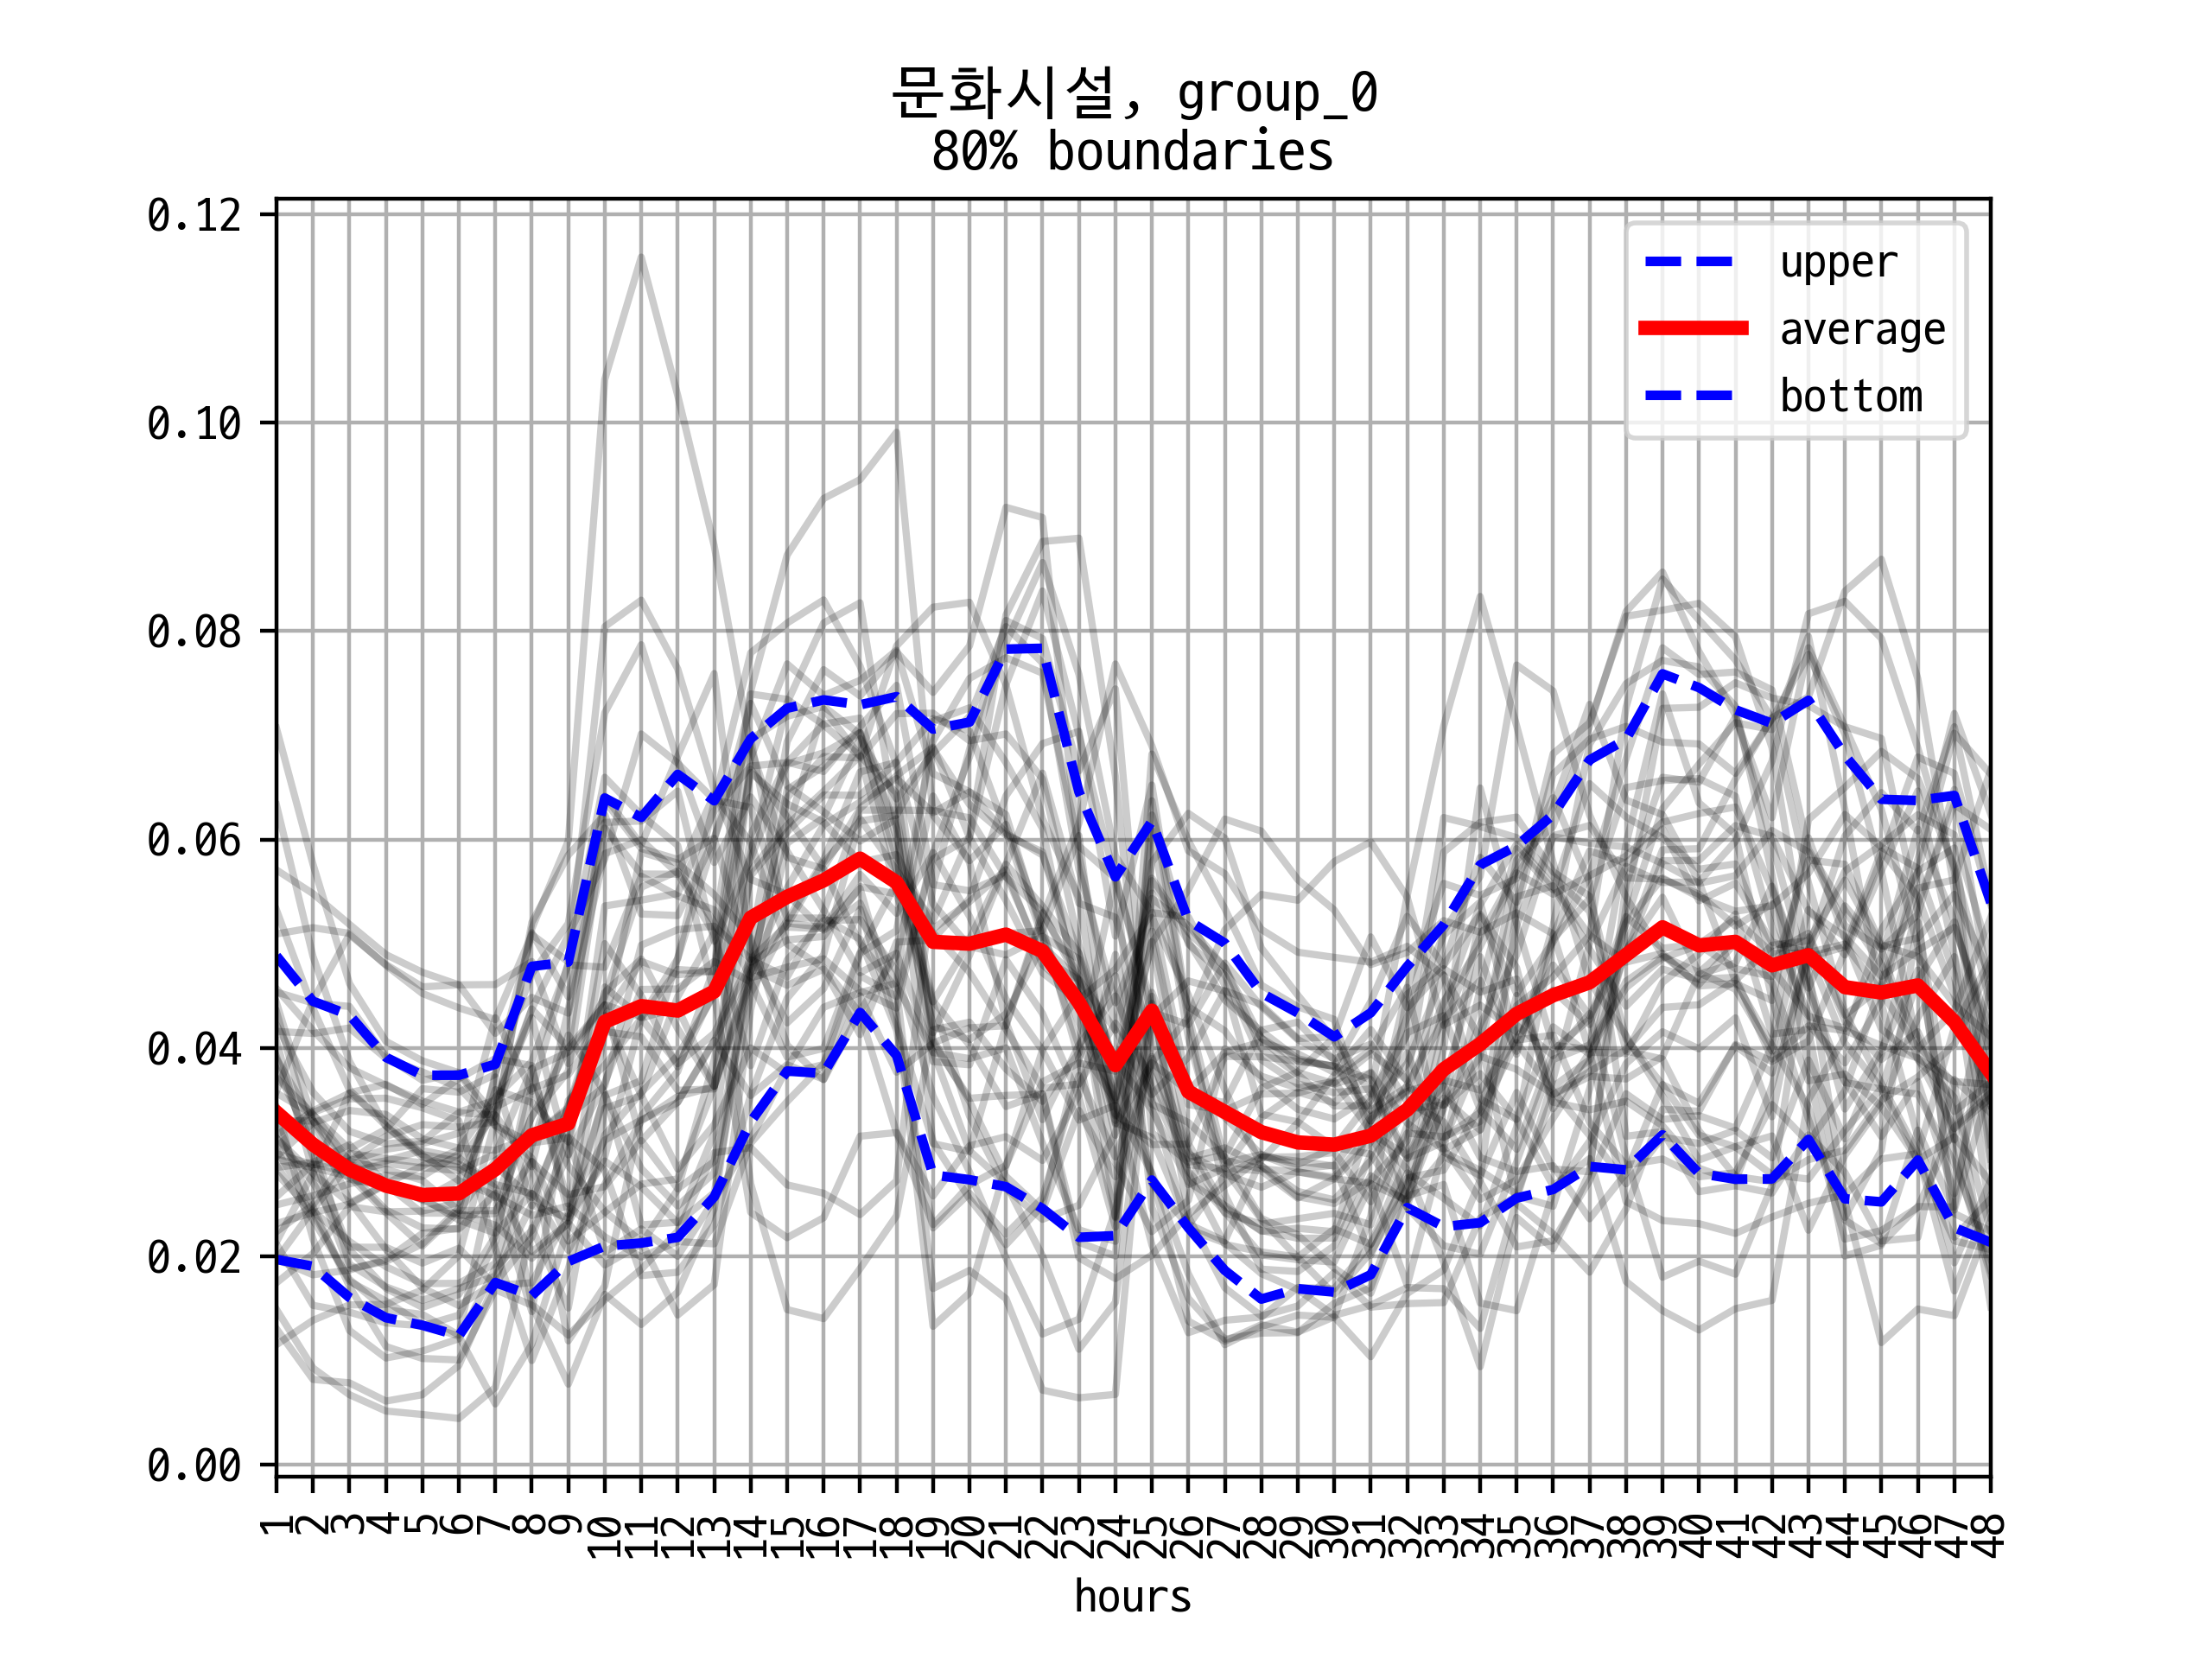 문화시설, group_0
80% boundaries
0.12
0.10
0.08
0.06
0.04
0.02
0.00
upper
average
bottom
1 2 3 4 5 6 7 8 9 10 11 12 13 14 15 16 17 18 19 20 21 22 23 24 25 26 27 28 29 30 31 32 33 34 35 36 37 38 39 40 41 42 43 44 45 46 47 48
hours